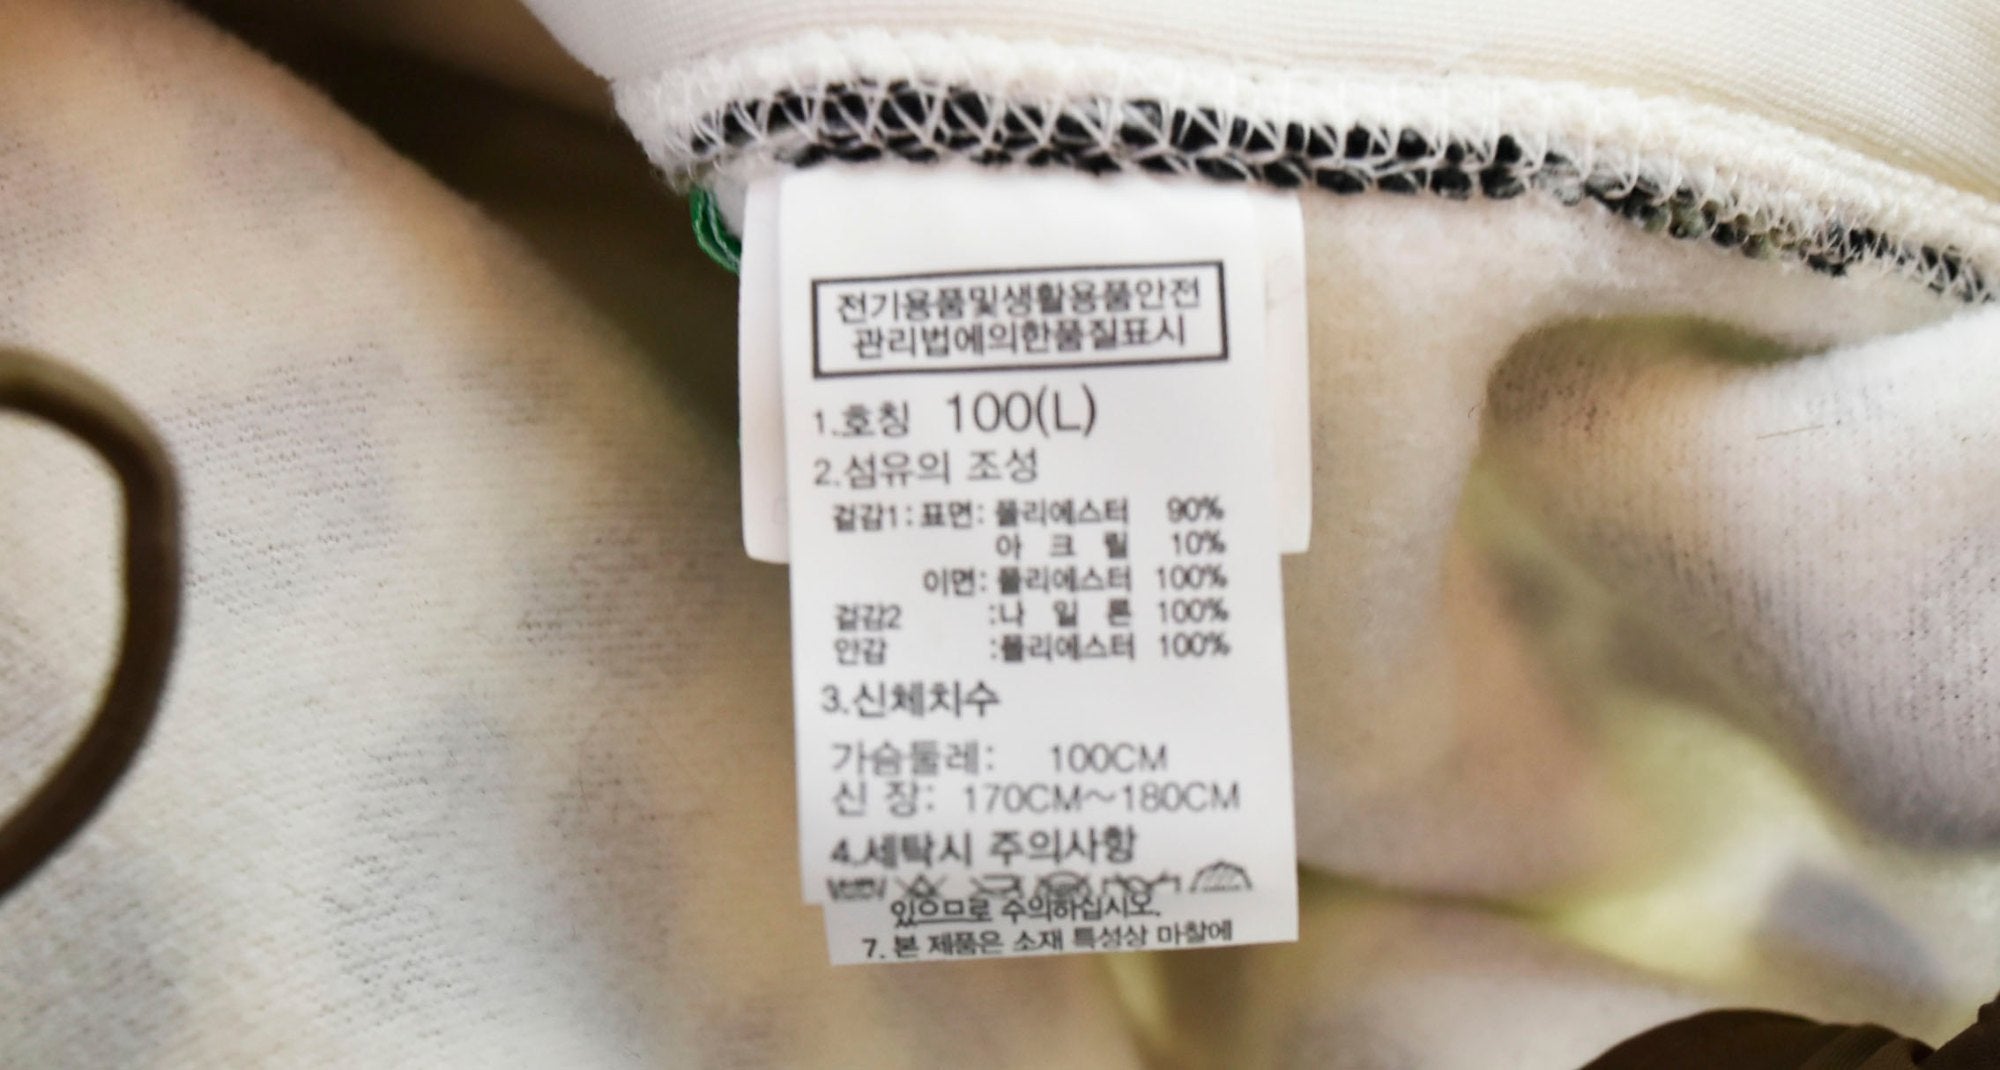 전기용품및생활용품안전
관리법에의한품질표시
1.호칭 100(L)
2.섬유의 조성
겉감1:표면:폴리에스터 90%
아 크 릴 10%
이면:폴리에스터 100%
겉감2 :나 일 론 100%
안감 :폴리에스터 100%
3.신체치수
가슴둘레: 100CM
신 장: 170CM~180CM
4.세탁시 주의사항
있으므로 주의하십시오.
7. 본 제품은 소재 특성상 마찰에